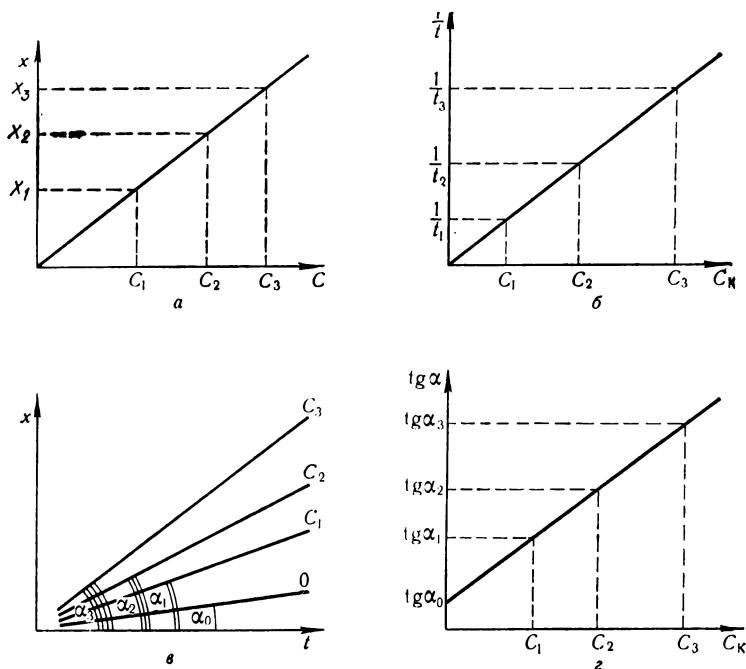 x
X₃
X₂
X₁
C₁ C₂ C₃ C
а
1/t
1/t₃
1/t₂
1/t₁
C₁ C₂ C₃ Cк
б
x
C₃
C₂
C₁
0
α₃ α₂ α₁ α₀
t
в
tg α
tgα₃
tgα₂
tgα₁
tgα₀
C₁ C₂ C₃ Cк
г